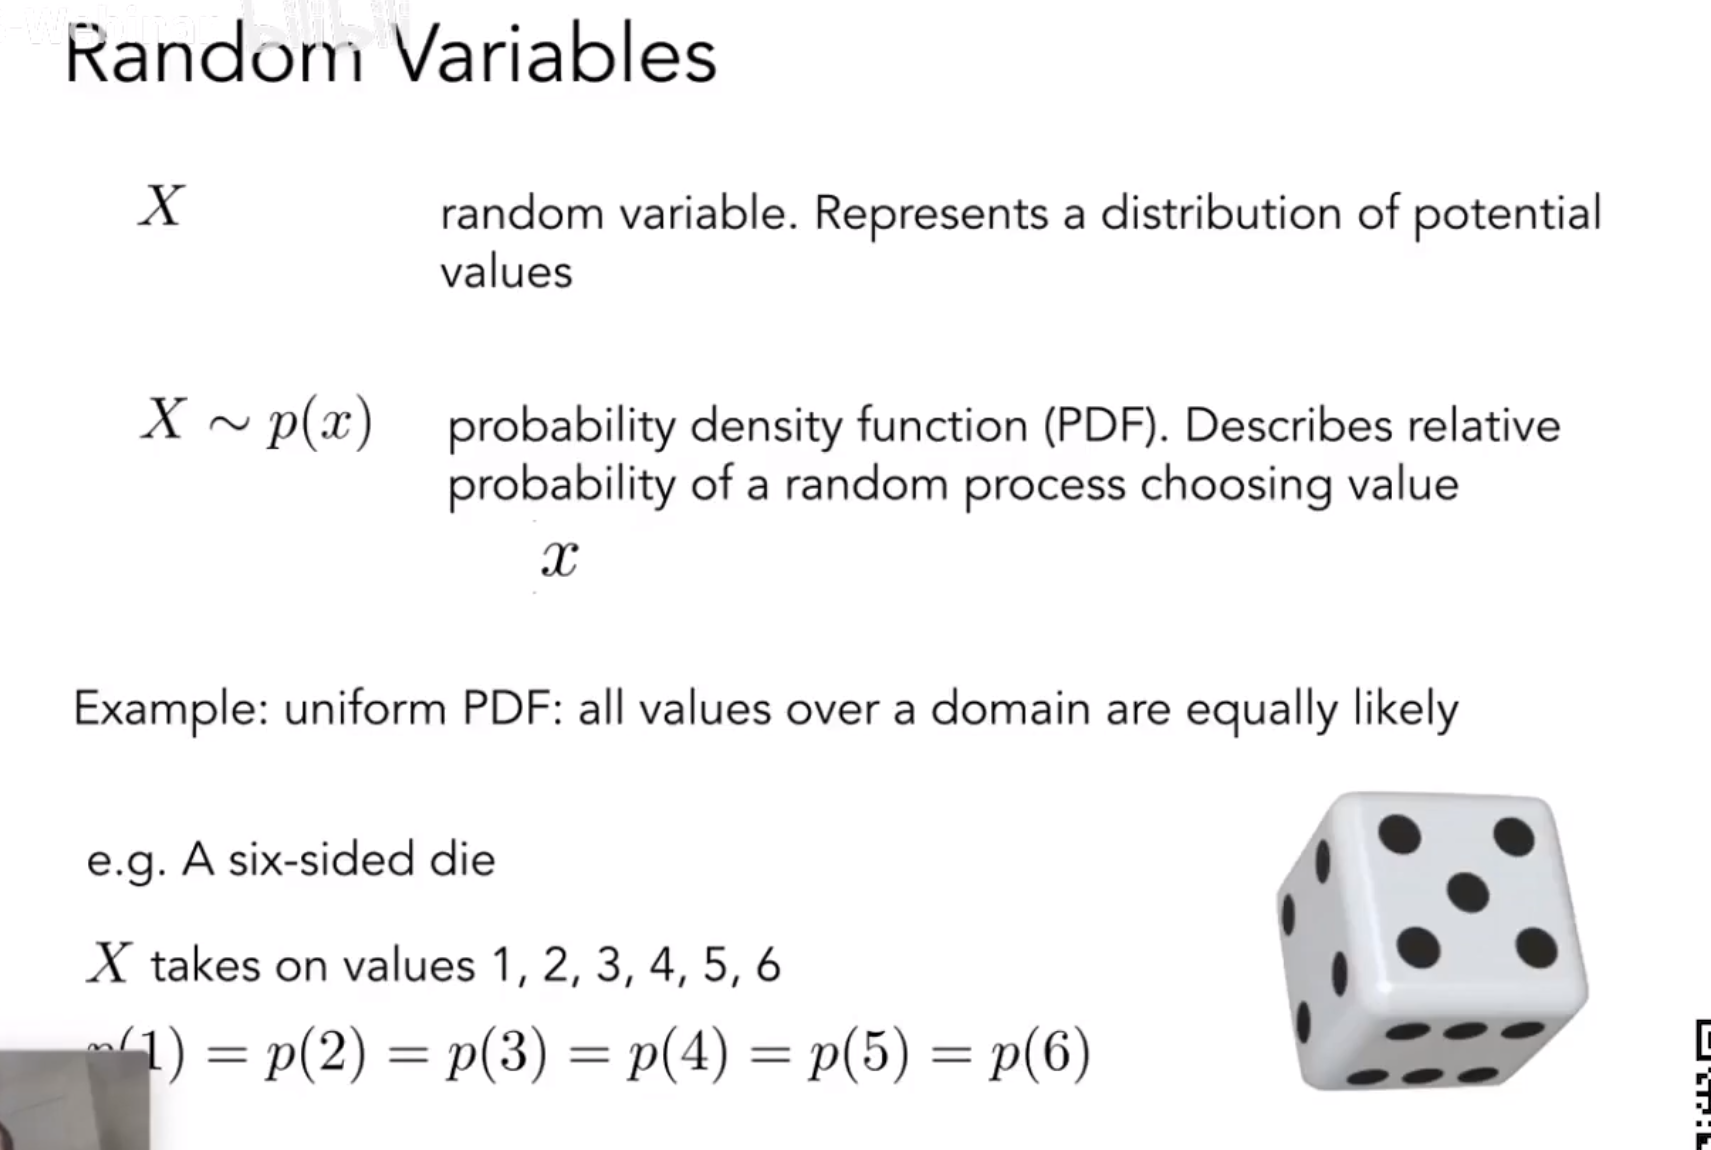 Random Variables
X random variable. Represents a distribution of potential
values
X ∼ p(x) probability density function (PDF). Describes relative
probability of a random process choosing value
x
Example: uniform PDF: all values over a domain are equally likely
e.g. A six-sided die
X takes on values 1, 2, 3, 4, 5, 6
(1) = p(2) = p(3) = p(4) = p(5) = p(6)